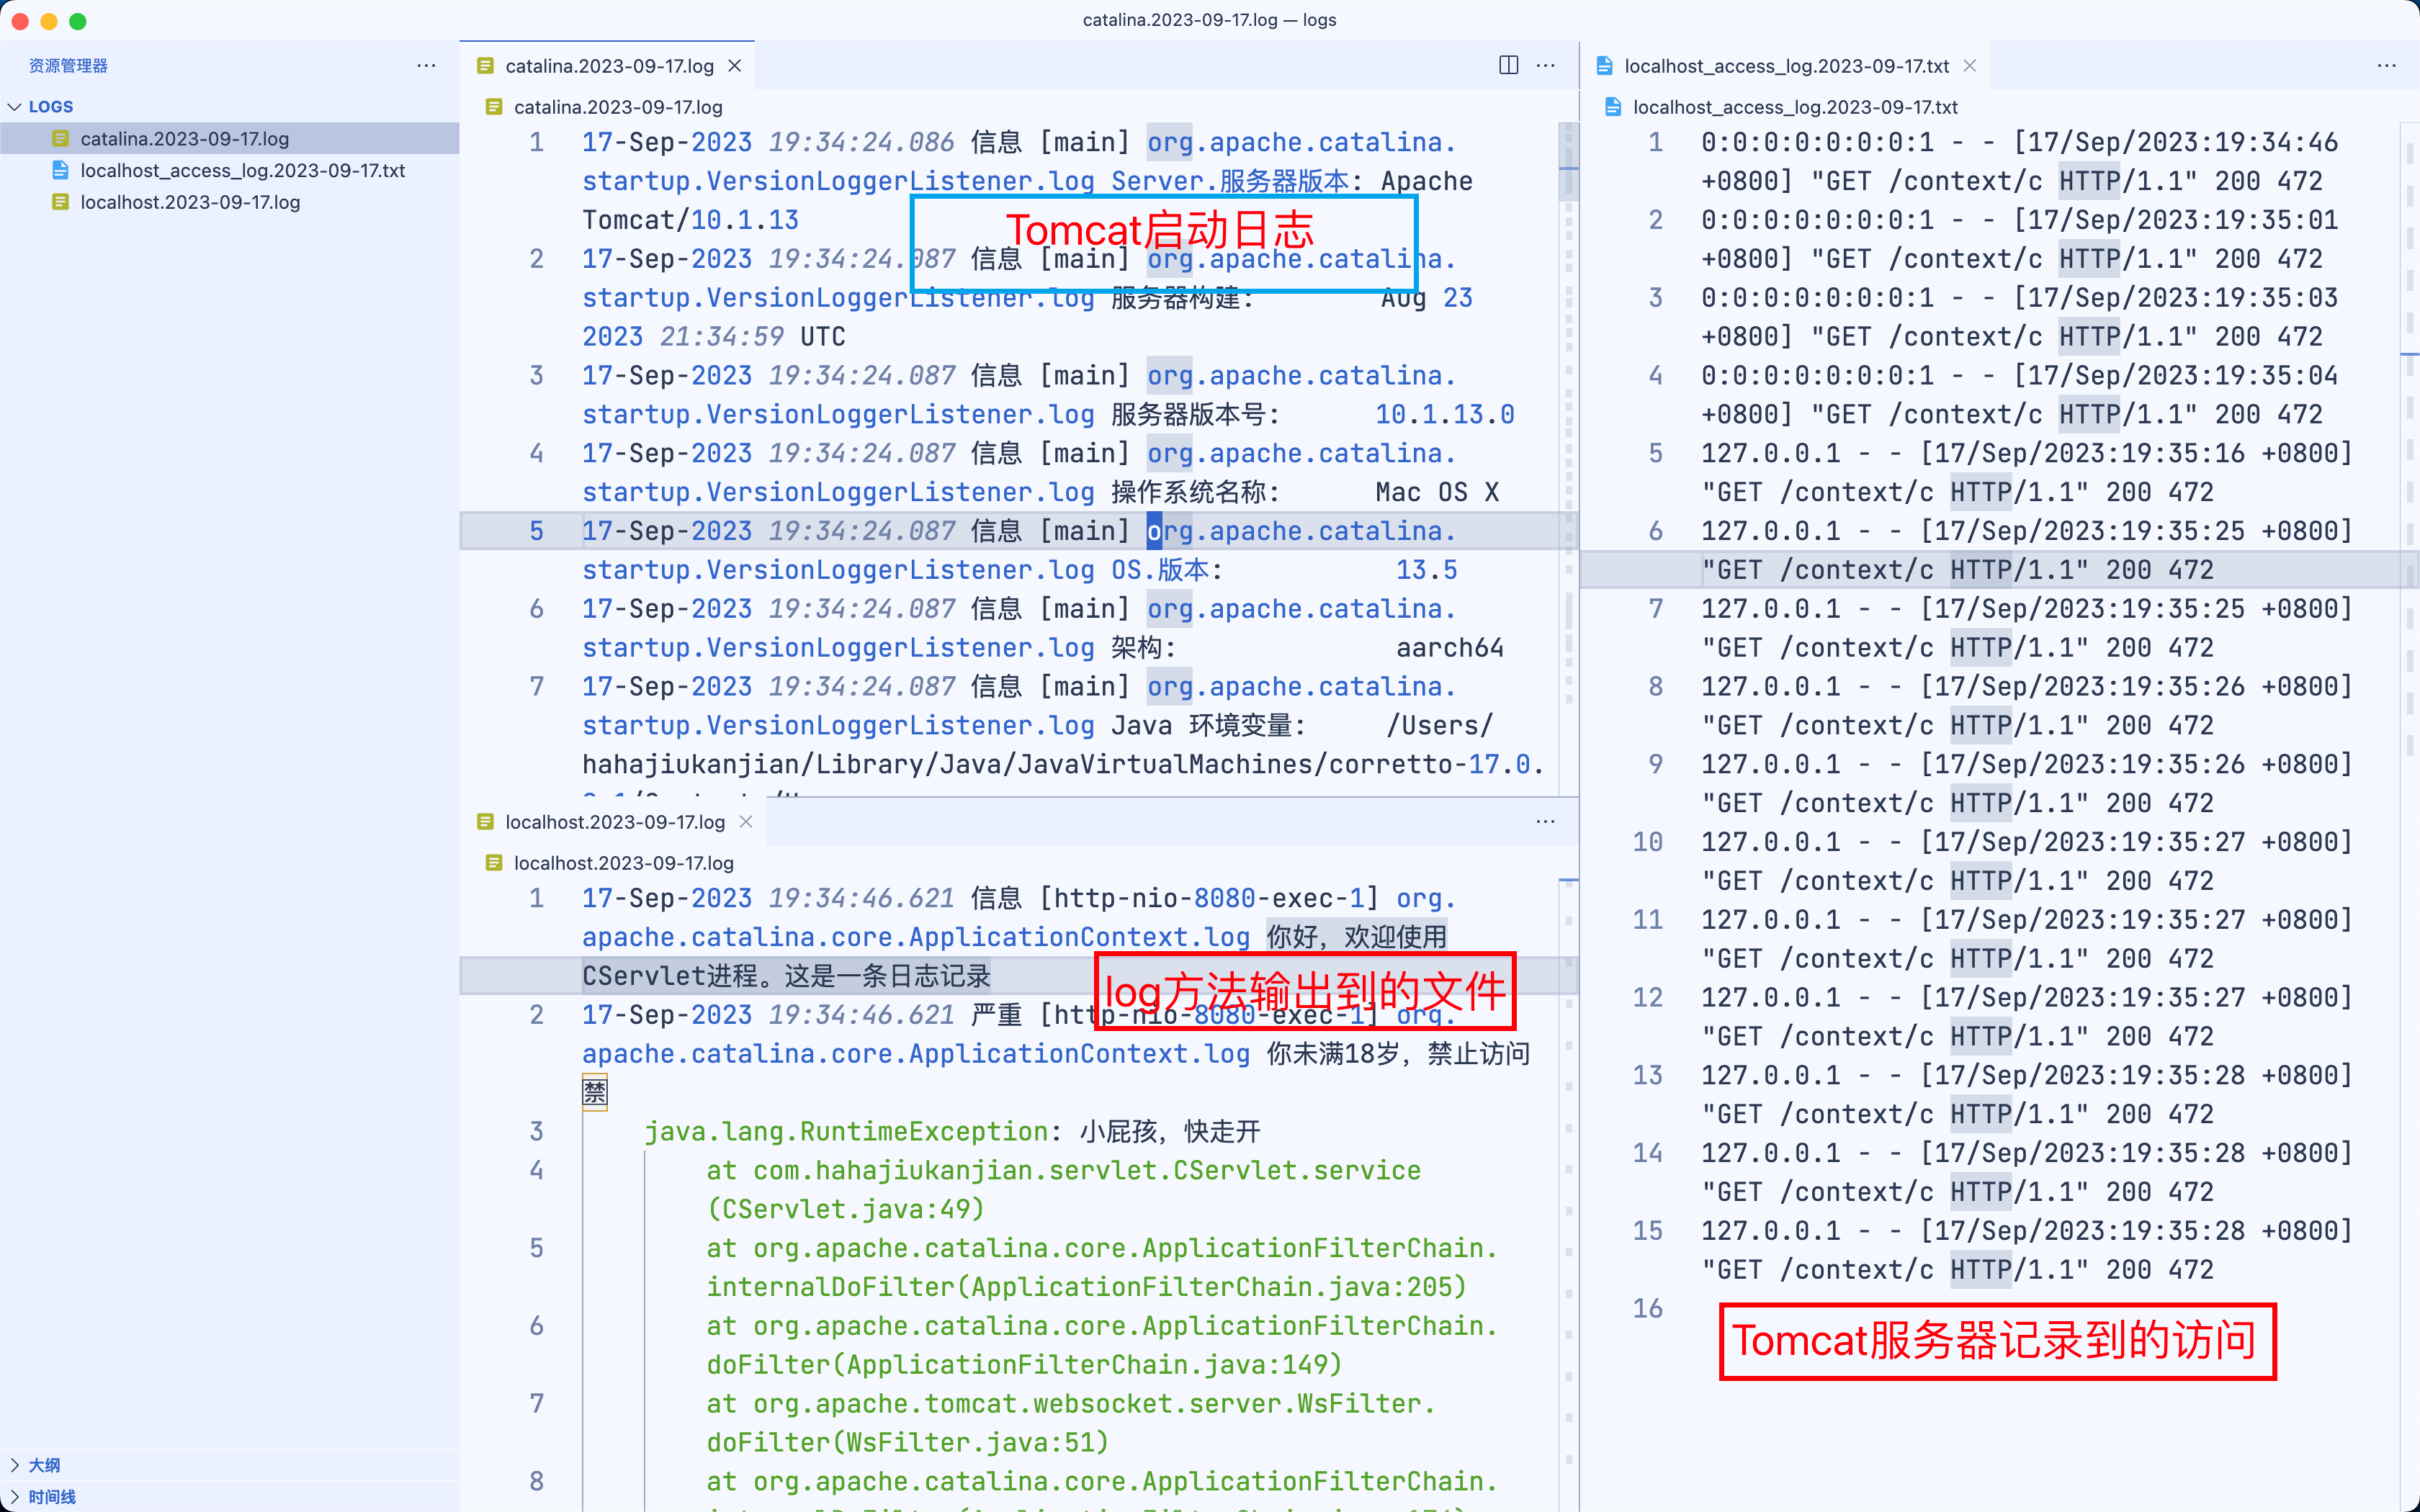 catalina.2023-09-17.log — logs
资源管理器
LOGS
catalina.2023-09-17.log
localhost_access_log.2023-09-17.txt
localhost.2023-09-17.log
大纲
时间线
catalina.2023-09-17.log
catalina.2023-09-17.log
1 17-Sep-2023 19:34:24.086 信息 [main] org.apache.catalina.
startup.VersionLoggerListener.log Server.服务器版本: Apache
Tomcat/10.1.13
Tomcat启动日志
2 17-Sep-2023 19:34:24.087 信息 [main] org.apache.catalina.
startup.VersionLoggerListener.log 服务器构建: Aug 23
2023 21:34:59 UTC
3 17-Sep-2023 19:34:24.087 信息 [main] org.apache.catalina.
startup.VersionLoggerListener.log 服务器版本号: 10.1.13.0
4 17-Sep-2023 19:34:24.087 信息 [main] org.apache.catalina.
startup.VersionLoggerListener.log 操作系统名称: Mac OS X
5 17-Sep-2023 19:34:24.087 信息 [main] org.apache.catalina.
startup.VersionLoggerListener.log OS.版本: 13.5
6 17-Sep-2023 19:34:24.087 信息 [main] org.apache.catalina.
startup.VersionLoggerListener.log 架构: aarch64
7 17-Sep-2023 19:34:24.087 信息 [main] org.apache.catalina.
startup.VersionLoggerListener.log Java 环境变量: /Users/
hahajiukanjian/Library/Java/JavaVirtualMachines/corretto-17.0.
localhost.2023-09-17.log
localhost.2023-09-17.log
1 17-Sep-2023 19:34:46.621 信息 [http-nio-8080-exec-1] org.
apache.catalina.core.ApplicationContext.log 你好，欢迎使用
CServlet进程。这是一条日志记录
log方法输出到的文件
2 17-Sep-2023 19:34:46.621 严重 [http-nio-8080-exec-1] org.
apache.catalina.core.ApplicationContext.log 你未满18岁，禁止访问
禁
3 java.lang.RuntimeException: 小屁孩，快走开
4 at com.hahajiukanjian.servlet.CServlet.service
(CServlet.java:49)
5 at org.apache.catalina.core.ApplicationFilterChain.
internalDoFilter(ApplicationFilterChain.java:205)
6 at org.apache.catalina.core.ApplicationFilterChain.
doFilter(ApplicationFilterChain.java:149)
7 at org.apache.tomcat.websocket.server.WsFilter.
doFilter(WsFilter.java:51)
8 at org.apache.catalina.core.ApplicationFilterChain.
localhost_access_log.2023-09-17.txt
localhost_access_log.2023-09-17.txt
1 0:0:0:0:0:0:0:1 - - [17/Sep/2023:19:34:46
+0800] "GET /context/c HTTP/1.1" 200 472
2 0:0:0:0:0:0:0:1 - - [17/Sep/2023:19:35:01
+0800] "GET /context/c HTTP/1.1" 200 472
3 0:0:0:0:0:0:0:1 - - [17/Sep/2023:19:35:03
+0800] "GET /context/c HTTP/1.1" 200 472
4 0:0:0:0:0:0:0:1 - - [17/Sep/2023:19:35:04
+0800] "GET /context/c HTTP/1.1" 200 472
5 127.0.0.1 - - [17/Sep/2023:19:35:16 +0800]
"GET /context/c HTTP/1.1" 200 472
6 127.0.0.1 - - [17/Sep/2023:19:35:25 +0800]
"GET /context/c HTTP/1.1" 200 472
7 127.0.0.1 - - [17/Sep/2023:19:35:25 +0800]
"GET /context/c HTTP/1.1" 200 472
8 127.0.0.1 - - [17/Sep/2023:19:35:26 +0800]
"GET /context/c HTTP/1.1" 200 472
9 127.0.0.1 - - [17/Sep/2023:19:35:26 +0800]
"GET /context/c HTTP/1.1" 200 472
10 127.0.0.1 - - [17/Sep/2023:19:35:27 +0800]
"GET /context/c HTTP/1.1" 200 472
11 127.0.0.1 - - [17/Sep/2023:19:35:27 +0800]
"GET /context/c HTTP/1.1" 200 472
12 127.0.0.1 - - [17/Sep/2023:19:35:27 +0800]
"GET /context/c HTTP/1.1" 200 472
13 127.0.0.1 - - [17/Sep/2023:19:35:28 +0800]
"GET /context/c HTTP/1.1" 200 472
14 127.0.0.1 - - [17/Sep/2023:19:35:28 +0800]
"GET /context/c HTTP/1.1" 200 472
15 127.0.0.1 - - [17/Sep/2023:19:35:28 +0800]
"GET /context/c HTTP/1.1" 200 472
16
Tomcat服务器记录到的访问